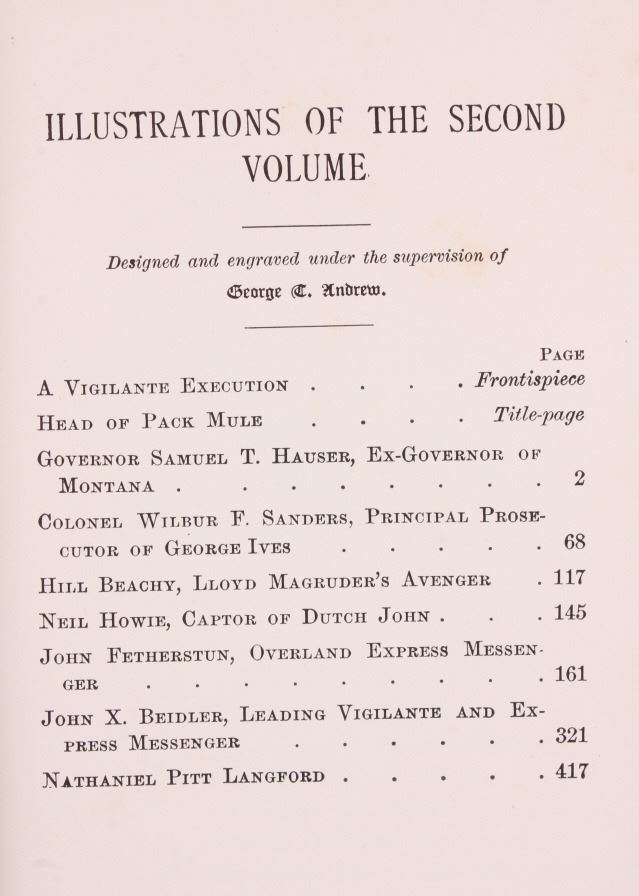 ILLUSTRATIONS OF THE SECOND
VOLUME.
Designed and engraved under the supervision of
George T. Andrew.
PAGE
A VIGILANTE EXECUTION . . . . Frontispiece
HEAD OF PACK MULE . . . . Title-page
GOVERNOR SAMUEL T. HAUSER, EX-GOVERNOR OF
MONTANA . . . . . . . . 2
COLONEL WILBUR F. SANDERS, PRINCIPAL PROSE-
CUTOR OF GEORGE IVES . . . . . 68
HILL BEACHY, LLOYD MAGRUDER'S AVENGER . 117
NEIL HOWIE, CAPTOR OF DUTCH JOHN . . . 145
JOHN FETHERSTUN, OVERLAND EXPRESS MESSEN-
GER . . . . . . . . . 161
JOHN X. BEIDLER, LEADING VIGILANTE AND EX-
PRESS MESSENGER . . . . . . 321
NATHANIEL PITT LANGFORD . . . . . 417